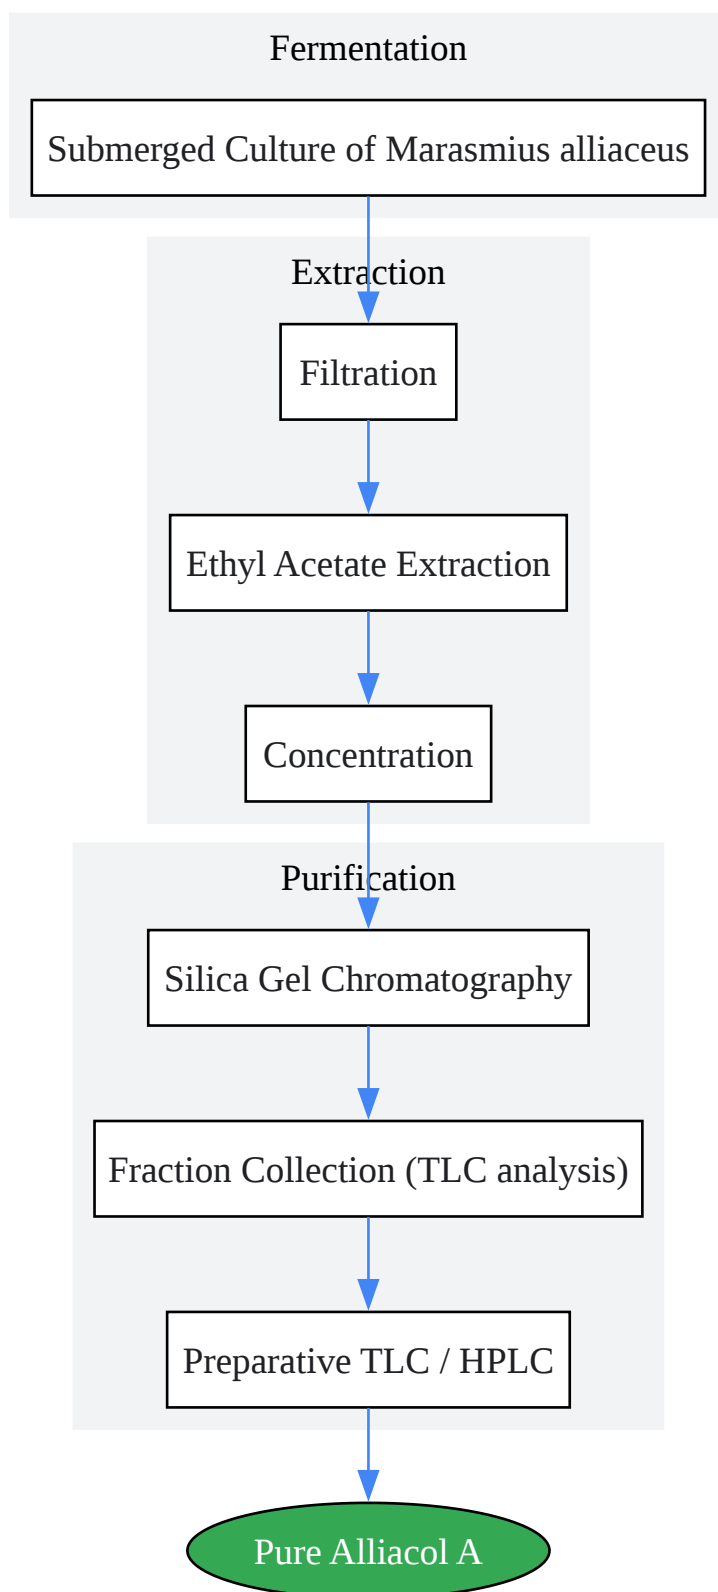 Fermentation
Submerged Culture of Marasmius alliaceus
Extraction
Filtration
Ethyl Acetate Extraction
Concentration
Purification
Silica Gel Chromatography
Fraction Collection (TLC analysis)
Preparative TLC / HPLC
Pure Alliacol A